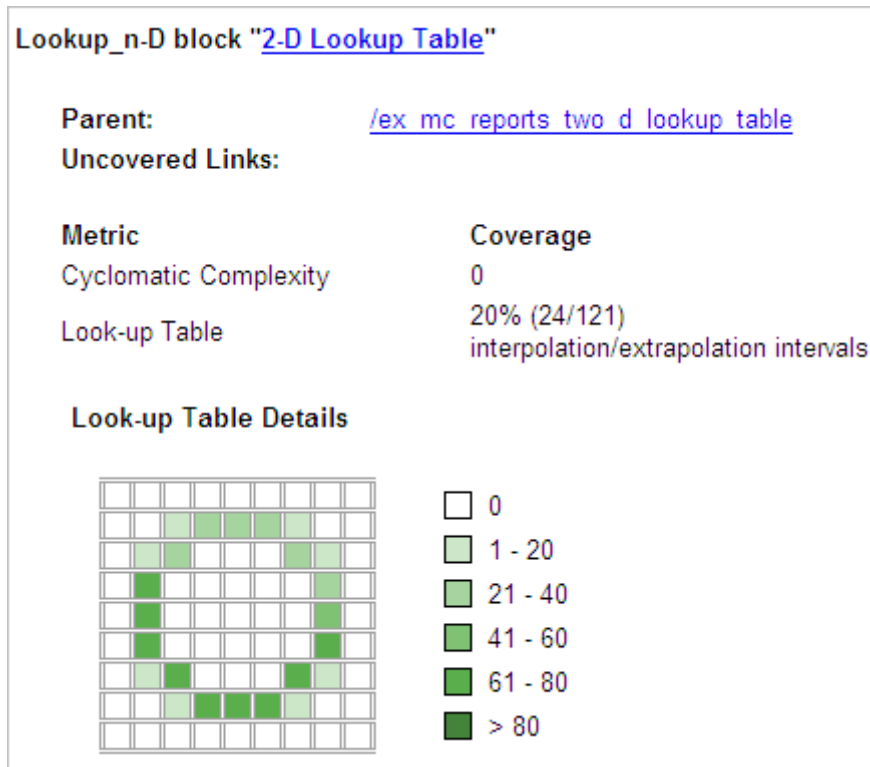 Lookup_n-D block "2-D Lookup Table"
Parent: /ex_mc_reports_two_d_lookup_table
Uncovered Links:
Metric Coverage
Cyclomatic Complexity 0
Look-up Table 20% (24/121)
interpolation/extrapolation intervals
Look-up Table Details
0
1 - 20
21 - 40
41 - 60
61 - 80
> 80